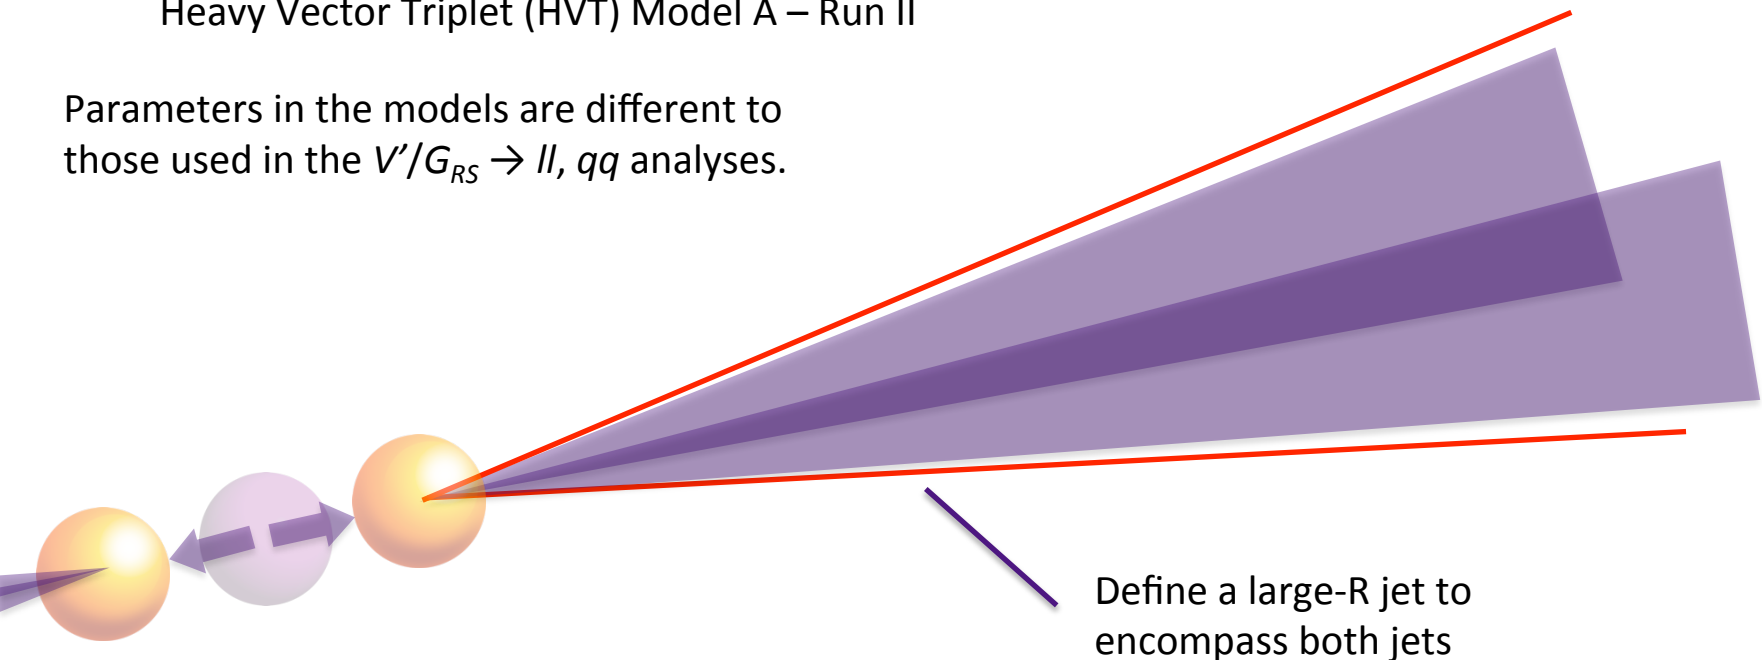 Heavy Vector Triplet (HVT) Model A – Run II
Parameters in the models are different to
those used in the V’/G_RS → ll, qq analyses.
Define a large-R jet to
encompass both jets